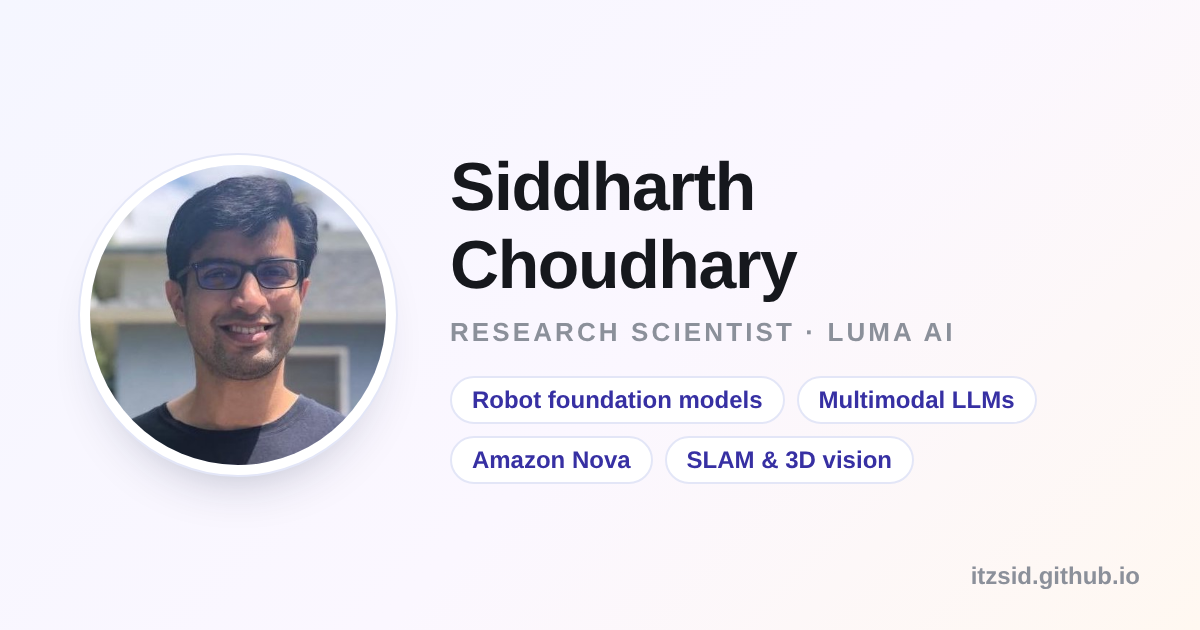 Siddharth
Choudhary
RESEARCH SCIENTIST · LUMA AI
Robot foundation models Multimodal LLMs
Amazon Nova SLAM & 3D vision
itzsid.github.io